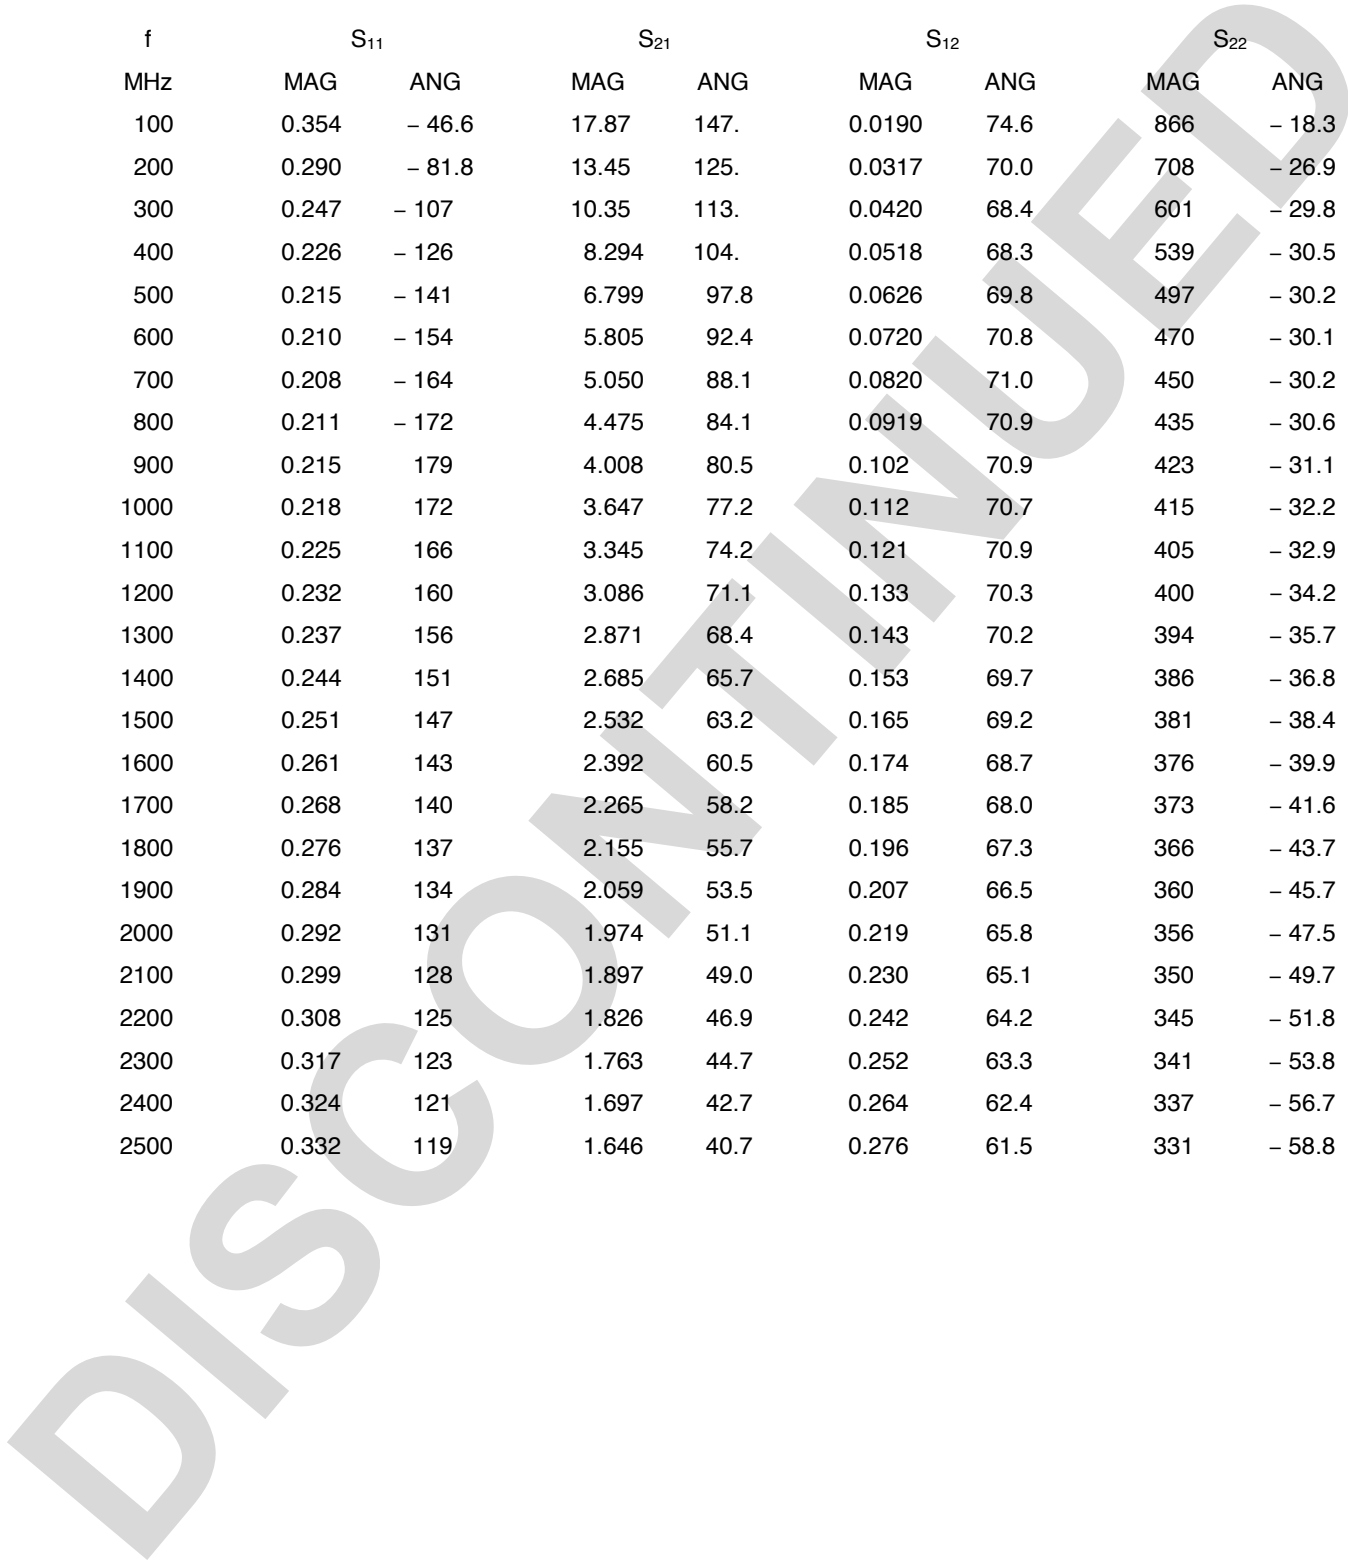 f S₁₁ S₂₁ S₁₂ S₂₂
MHz MAG ANG MAG ANG MAG ANG MAG ANG
100 0.354 − 46.6 17.87 147. 0.0190 74.6 866 − 18.3
200 0.290 − 81.8 13.45 125. 0.0317 70.0 708 − 26.9
300 0.247 − 107 10.35 113. 0.0420 68.4 601 − 29.8
400 0.226 − 126 8.294 104. 0.0518 68.3 539 − 30.5
500 0.215 − 141 6.799 97.8 0.0626 69.8 497 − 30.2
600 0.210 − 154 5.805 92.4 0.0720 70.8 470 − 30.1
700 0.208 − 164 5.050 88.1 0.0820 71.0 450 − 30.2
800 0.211 − 172 4.475 84.1 0.0919 70.9 435 − 30.6
900 0.215 179 4.008 80.5 0.102 70.9 423 − 31.1
1000 0.218 172 3.647 77.2 0.112 70.7 415 − 32.2
1100 0.225 166 3.345 74.2 0.121 70.9 405 − 32.9
1200 0.232 160 3.086 71.1 0.133 70.3 400 − 34.2
1300 0.237 156 2.871 68.4 0.143 70.2 394 − 35.7
1400 0.244 151 2.685 65.7 0.153 69.7 386 − 36.8
1500 0.251 147 2.532 63.2 0.165 69.2 381 − 38.4
1600 0.261 143 2.392 60.5 0.174 68.7 376 − 39.9
1700 0.268 140 2.265 58.2 0.185 68.0 373 − 41.6
1800 0.276 137 2.155 55.7 0.196 67.3 366 − 43.7
1900 0.284 134 2.059 53.5 0.207 66.5 360 − 45.7
2000 0.292 131 1.974 51.1 0.219 65.8 356 − 47.5
2100 0.299 128 1.897 49.0 0.230 65.1 350 − 49.7
2200 0.308 125 1.826 46.9 0.242 64.2 345 − 51.8
2300 0.317 123 1.763 44.7 0.252 63.3 341 − 53.8
2400 0.324 121 1.697 42.7 0.264 62.4 337 − 56.7
2500 0.332 119 1.646 40.7 0.276 61.5 331 − 58.8
DISCONTINUED